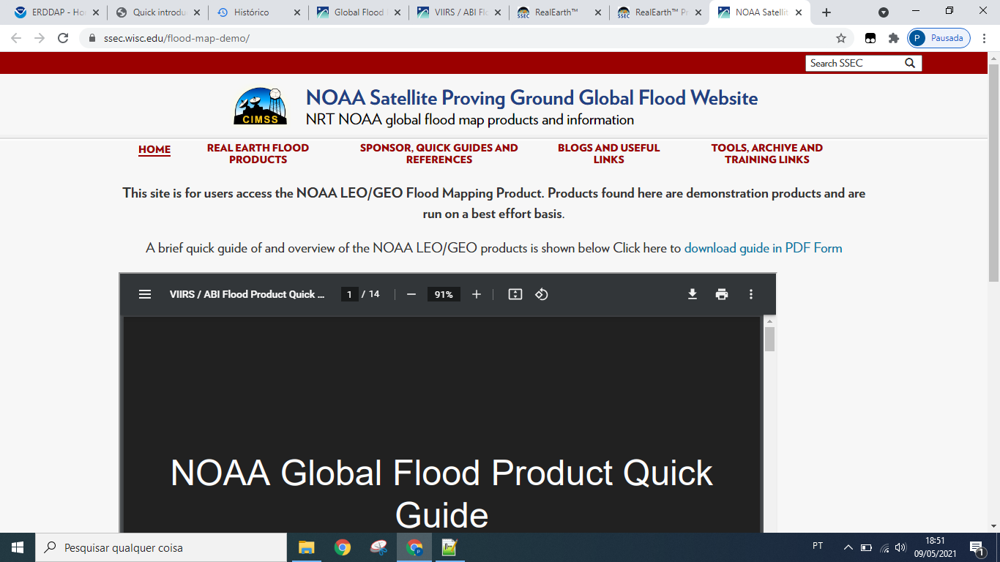 ERDDAP - Ho
Quick introdu
Histórico
Global Flood
VIIRS / ABI Flo
RealEarth™
RealEarth™ Pr
NOAA Satellit
ssec.wisc.edu/flood-map-demo/
P Pausada
Search SSEC
CIMSS
NOAA Satellite Proving Ground Global Flood Website
NRT NOAA global flood map products and information
HOME
REAL EARTH FLOOD
PRODUCTS
SPONSOR, QUICK GUIDES AND
REFERENCES
BLOGS AND USEFUL
LINKS
TOOLS, ARCHIVE AND
TRAINING LINKS
This site is for users access the NOAA LEO/GEO Flood Mapping Product. Products found here are demonstration products and are
run on a best effort basis.
A brief quick guide of and overview of the NOAA LEO/GEO products is shown below Click here to download guide in PDF Form
VIIRS / ABI Flood Product Quick ...
1 / 14
91%
NOAA Global Flood Product Quick
Guide
Pesquisar qualquer coisa
PT
18:51
09/05/2021
1